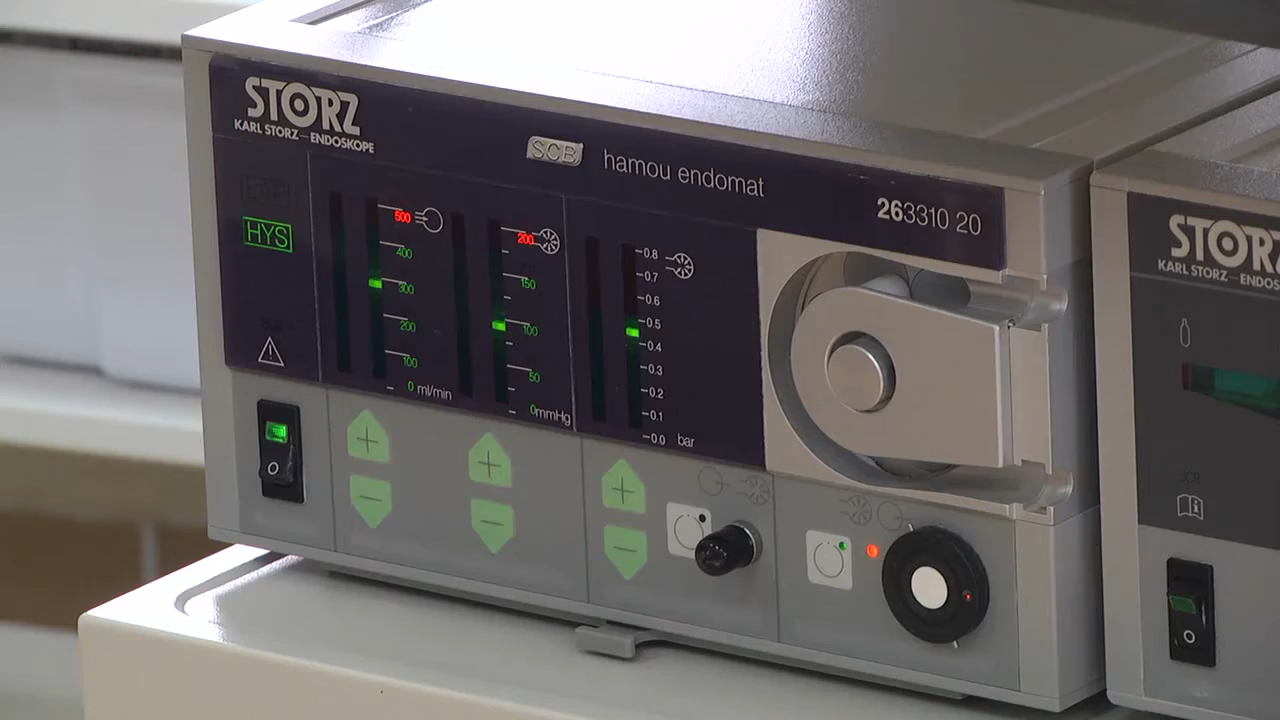 STORZ
KARL STORZ—ENDOSKOPE
SCB
hamou endomat
263310 20
LAP
HYS
500
400
300
200
100
0 ml/min
200
150
100
50
0mmHg
0.8
0.7
0.6
0.5
0.4
0.3
0.2
0.1
0.0
bar
STORZ
KARL STORZ—ENDOS
SCB